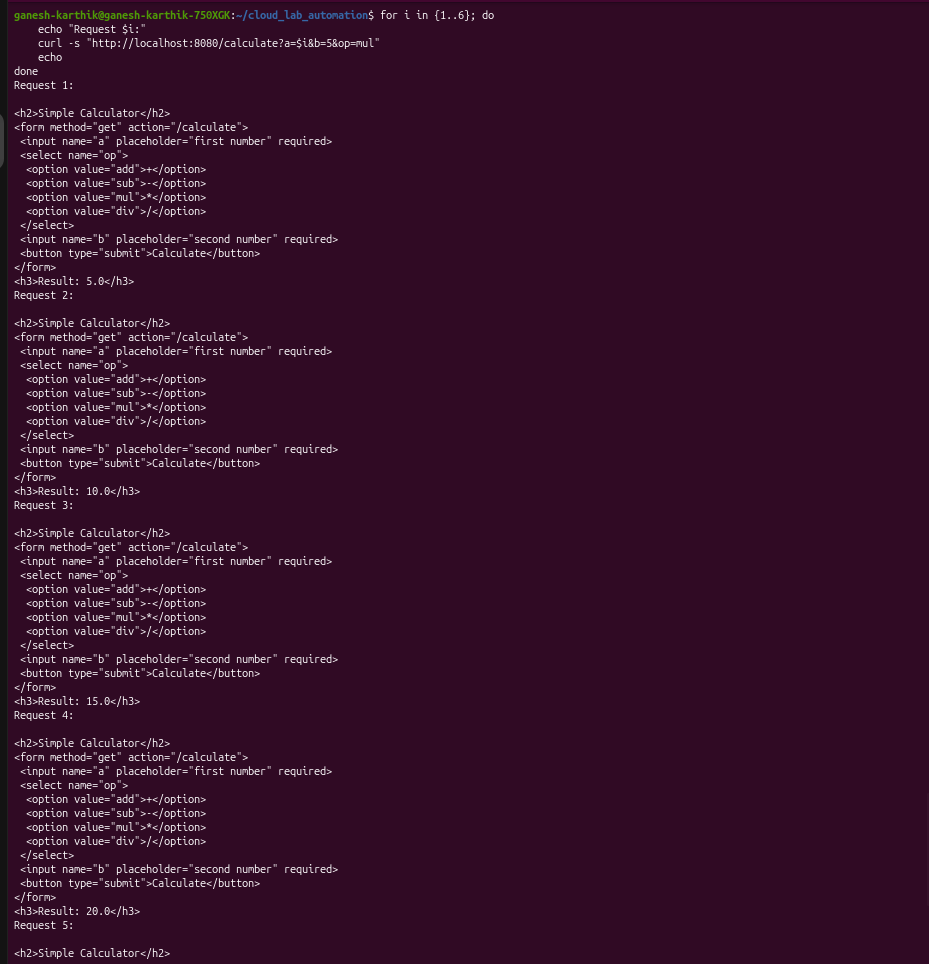 ganesh-karthik@ganesh-karthik-750XGK:~/cloud_lab_automation$ for i in {1..6}; do
    echo "Request $i:"
    curl -s "http://localhost:8080/calculate?a=$i&b=5&op=mul"
    echo
done
Request 1:

<h2>Simple Calculator</h2>
<form method="get" action="/calculate">
 <input name="a" placeholder="first number" required>
 <select name="op">
  <option value="add">+</option>
  <option value="sub">-</option>
  <option value="mul">*</option>
  <option value="div">/</option>
 </select>
 <input name="b" placeholder="second number" required>
 <button type="submit">Calculate</button>
</form>
<h3>Result: 5.0</h3>
Request 2:

<h2>Simple Calculator</h2>
<form method="get" action="/calculate">
 <input name="a" placeholder="first number" required>
 <select name="op">
  <option value="add">+</option>
  <option value="sub">-</option>
  <option value="mul">*</option>
  <option value="div">/</option>
 </select>
 <input name="b" placeholder="second number" required>
 <button type="submit">Calculate</button>
</form>
<h3>Result: 10.0</h3>
Request 3:

<h2>Simple Calculator</h2>
<form method="get" action="/calculate">
 <input name="a" placeholder="first number" required>
 <select name="op">
  <option value="add">+</option>
  <option value="sub">-</option>
  <option value="mul">*</option>
  <option value="div">/</option>
 </select>
 <input name="b" placeholder="second number" required>
 <button type="submit">Calculate</button>
</form>
<h3>Result: 15.0</h3>
Request 4:

<h2>Simple Calculator</h2>
<form method="get" action="/calculate">
 <input name="a" placeholder="first number" required>
 <select name="op">
  <option value="add">+</option>
  <option value="sub">-</option>
  <option value="mul">*</option>
  <option value="div">/</option>
 </select>
 <input name="b" placeholder="second number" required>
 <button type="submit">Calculate</button>
</form>
<h3>Result: 20.0</h3>
Request 5:

<h2>Simple Calculator</h2>